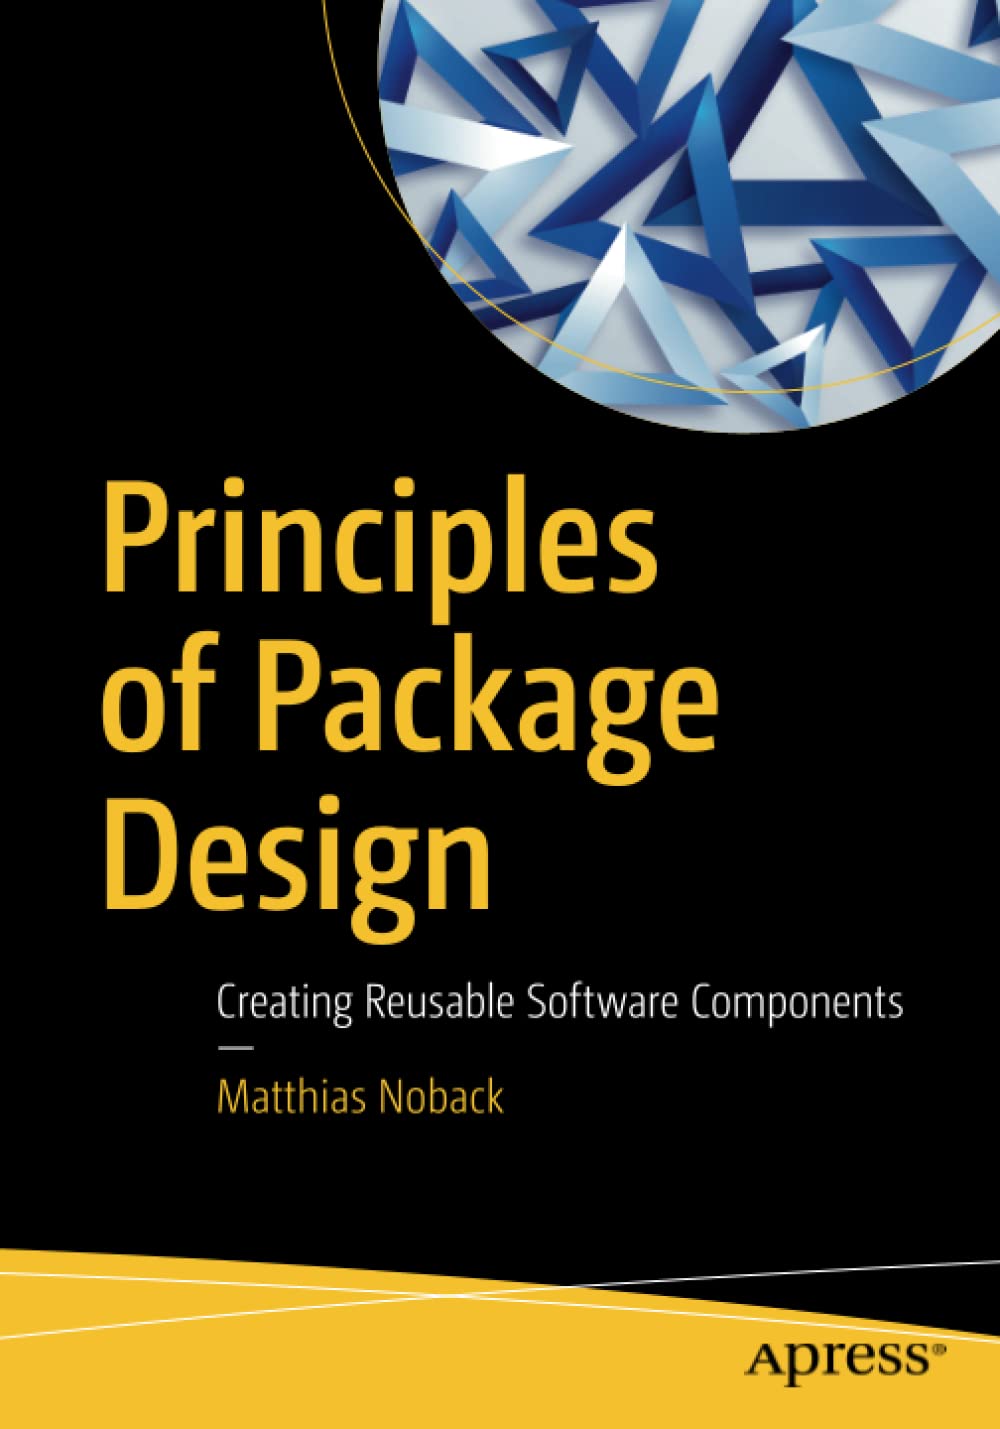 Principles
of Package
Design
Creating Reusable Software Components
Matthias Noback
Apress®